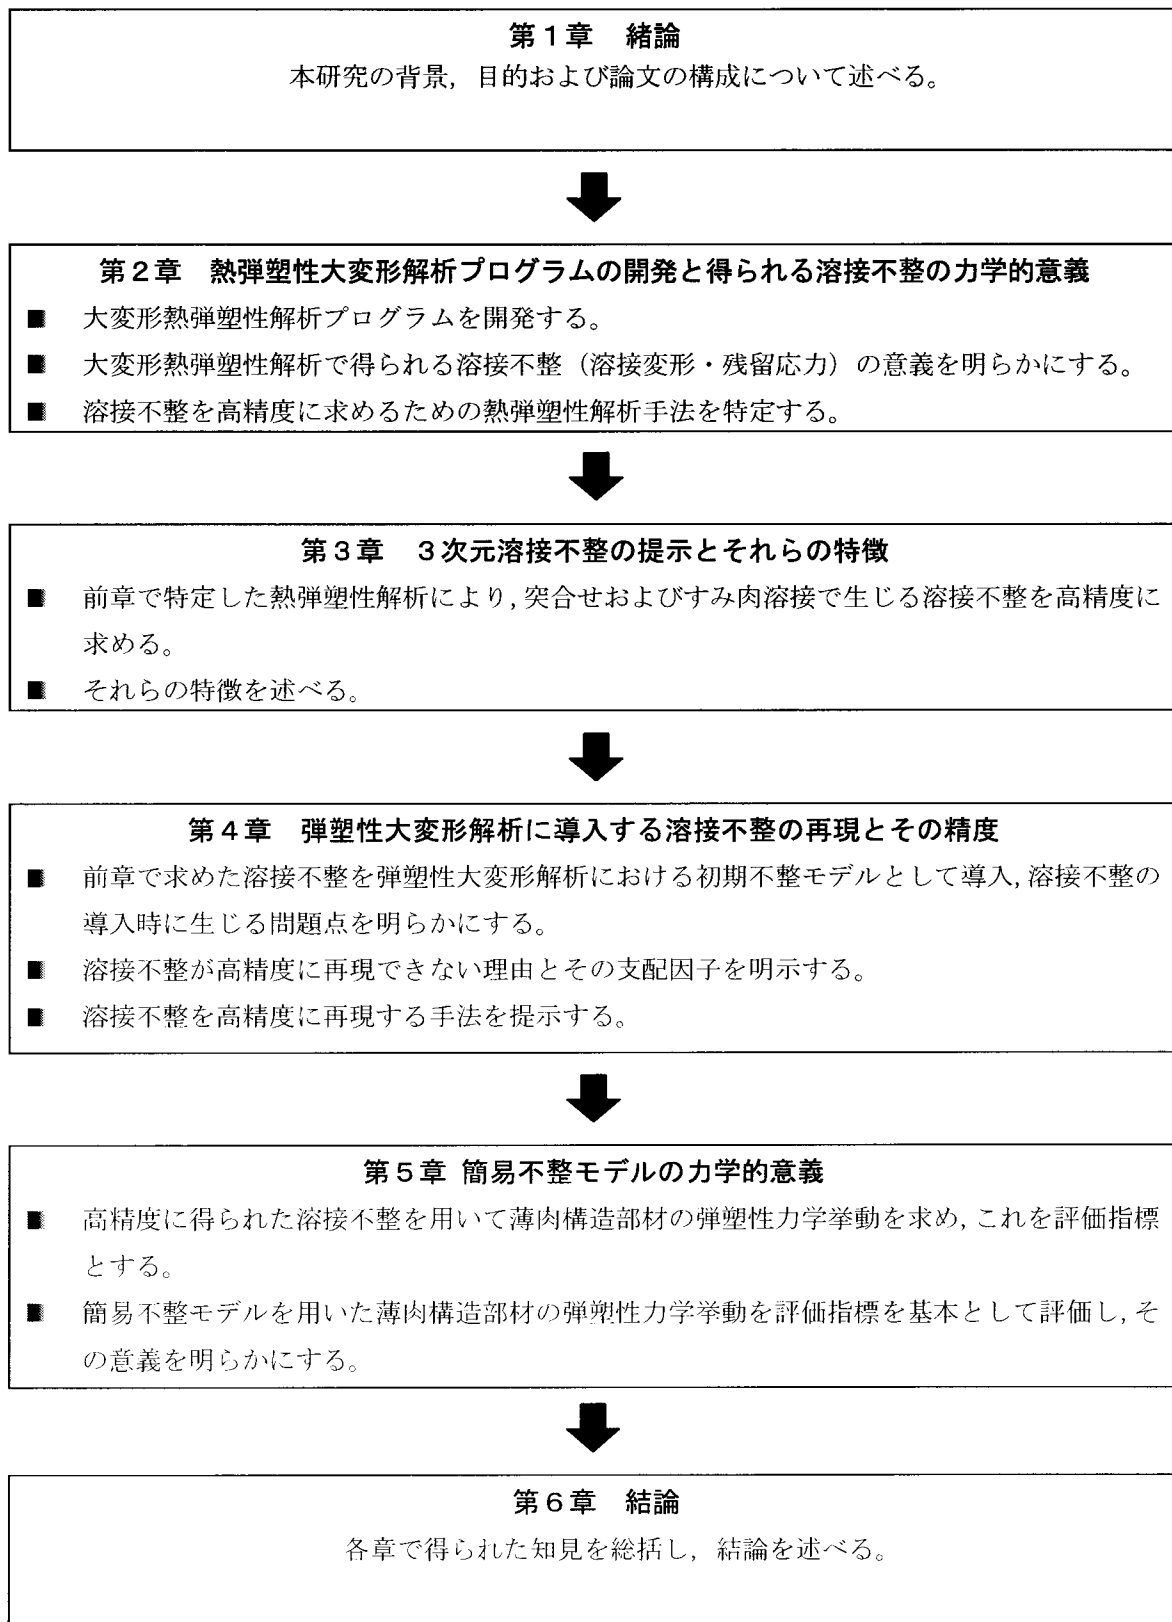 第1章 緒論
本研究の背景，目的および論文の構成について述べる。
第2章 熱弾塑性大変形解析プログラムの開発と得られる溶接不整の力学的意義
■ 大変形熱弾塑性解析プログラムを開発する。
■ 大変形熱弾塑性解析で得られる溶接不整（溶接変形・残留応力）の意義を明らかにする。
■ 溶接不整を高精度に求めるための熱弾塑性解析手法を特定する。
第3章 3次元溶接不整の提示とそれらの特徴
■ 前章で特定した熱弾塑性解析により，突合せおよびすみ肉溶接で生じる溶接不整を高精度に
求める。
■ それらの特徴を述べる。
第4章 弾塑性大変形解析に導入する溶接不整の再現とその精度
■ 前章で求めた溶接不整を弾塑性大変形解析における初期不整モデルとして導入，溶接不整の
導入時に生じる問題点を明らかにする。
■ 溶接不整が高精度に再現できない理由とその支配因子を明示する。
■ 溶接不整を高精度に再現する手法を提示する。
第5章 簡易不整モデルの力学的意義
■ 高精度に得られた溶接不整を用いて薄肉構造部材の弾塑性力学挙動を求め，これを評価指標
とする。
■ 簡易不整モデルを用いた薄肉構造部材の弾塑性力学挙動を評価指標を基本として評価し，そ
の意義を明らかにする。
第6章 結論
各章で得られた知見を総括し，結論を述べる。